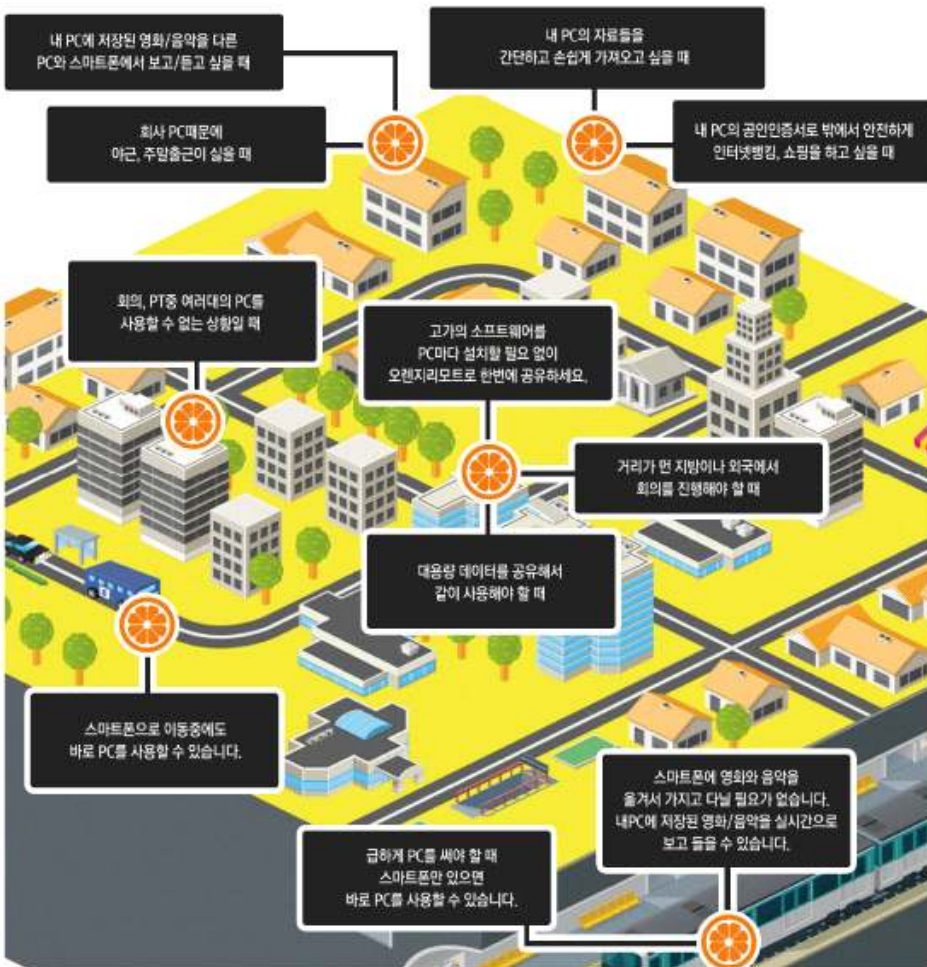 내 PC에 저장된 영화/음악을 다른
PC와 스마트폰에서 보고/듣고 싶을 때
내 PC의 자료들을
간단하고 손쉽게 가져오고 싶을 때
회사 PC때문에
야근, 주말출근이 싫을 때
내 PC의 공인인증서로 밖에서 안전하게
인터넷뱅킹, 쇼핑을 하고 싶을 때
회의, PT중 여러대의 PC를
사용할 수 없는 상황일 때
고가의 소프트웨어를
PC마다 설치할 필요 없이
오렌지리모트로 한번에 공유하세요.
거리가 먼 지방이나 외국에서
회의를 진행해야 할 때
대용량 데이터를 공유해서
같이 사용해야 할 때
스마트폰으로 이동중에도
바로 PC를 사용할 수 있습니다.
스마트폰에 영화와 음악을
옮겨서 가지고 다닐 필요가 없습니다.
내PC에 저장된 영화/음악을 실시간으로
보고 들을 수 있습니다.
급하게 PC를 써야 할 때
스마트폰만 있으면
바로 PC를 사용할 수 있습니다.